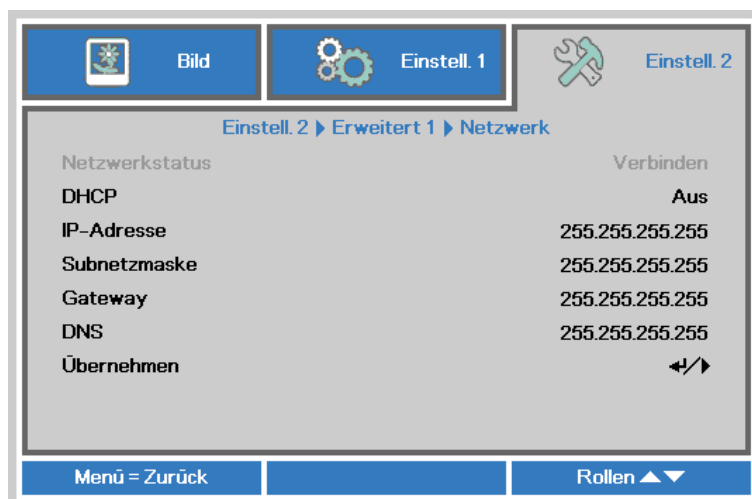 Bild
Einstell. 1
Einstell. 2
Einstell. 2 ▶ Erweitert 1 ▶ Netzwerk
Netzwerkstatus Verbinden
DHCP Aus
IP-Adresse 255.255.255.255
Subnetzmaske 255.255.255.255
Gateway 255.255.255.255
DNS 255.255.255.255
Übernehmen ↵/▶
Menü = Zurück
Rollen ▲▼